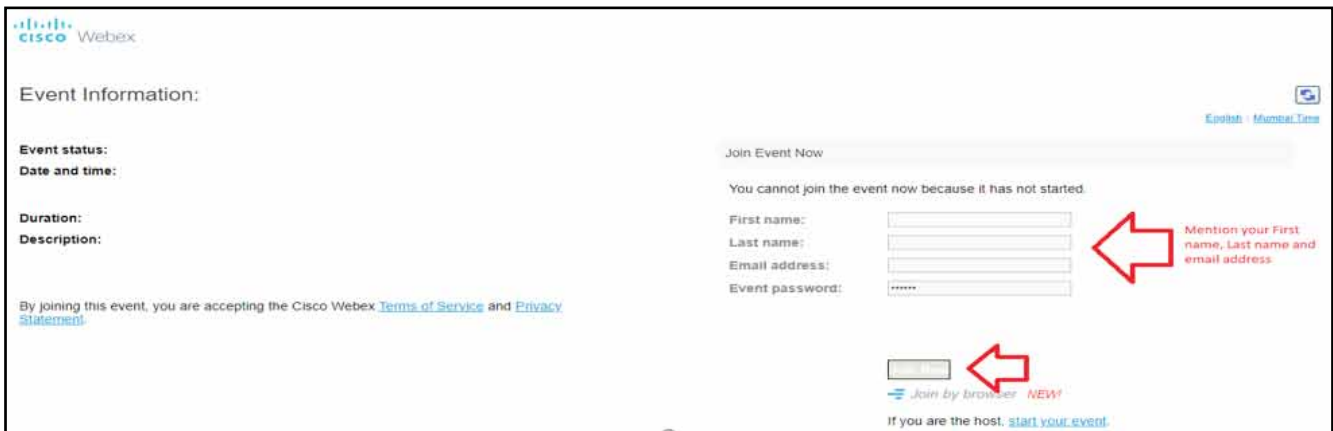 cisco Webex
Event Information:
English : Mumbai Time
Event status:
Date and time:
Duration:
Description:
By joining this event, you are accepting the Cisco Webex Terms of Service and Privacy
Statement.
Join Event Now
You cannot join the event now because it has not started.
First name:
Last name:
Email address:
Event password: ••••••
Mention your First
name, Last name and
email address
Join Now
Join by browser NEW!
If you are the host, start your event.